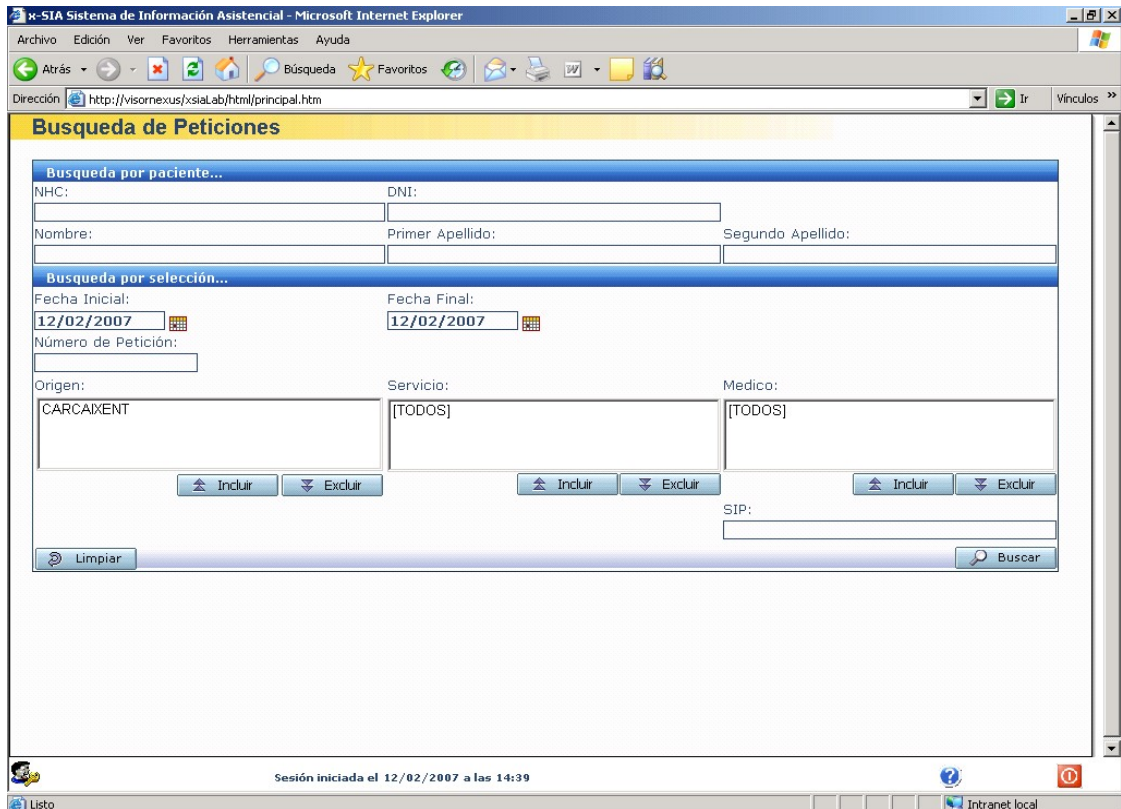 x-SIA Sistema de Información Asistencial - Microsoft Internet Explorer
Archivo Edición Ver Favoritos Herramientas Ayuda
Atrás Búsqueda Favoritos
Dirección http://visornexus/xsiaLab/html/principal.htm Ir Vínculos »
Busqueda de Peticiones
Busqueda por paciente...
NHC: DNI:
Nombre: Primer Apellido: Segundo Apellido:
Busqueda por selección...
Fecha Inicial: Fecha Final:
12/02/2007 12/02/2007
Número de Petición:
Origen: Servicio: Medico:
CARCAIXENT [TODOS] [TODOS]
Incluir Excluir Incluir Excluir Incluir Excluir
SIP:
Limpiar Buscar
Sesión iniciada el 12/02/2007 a las 14:39
Listo Intranet local